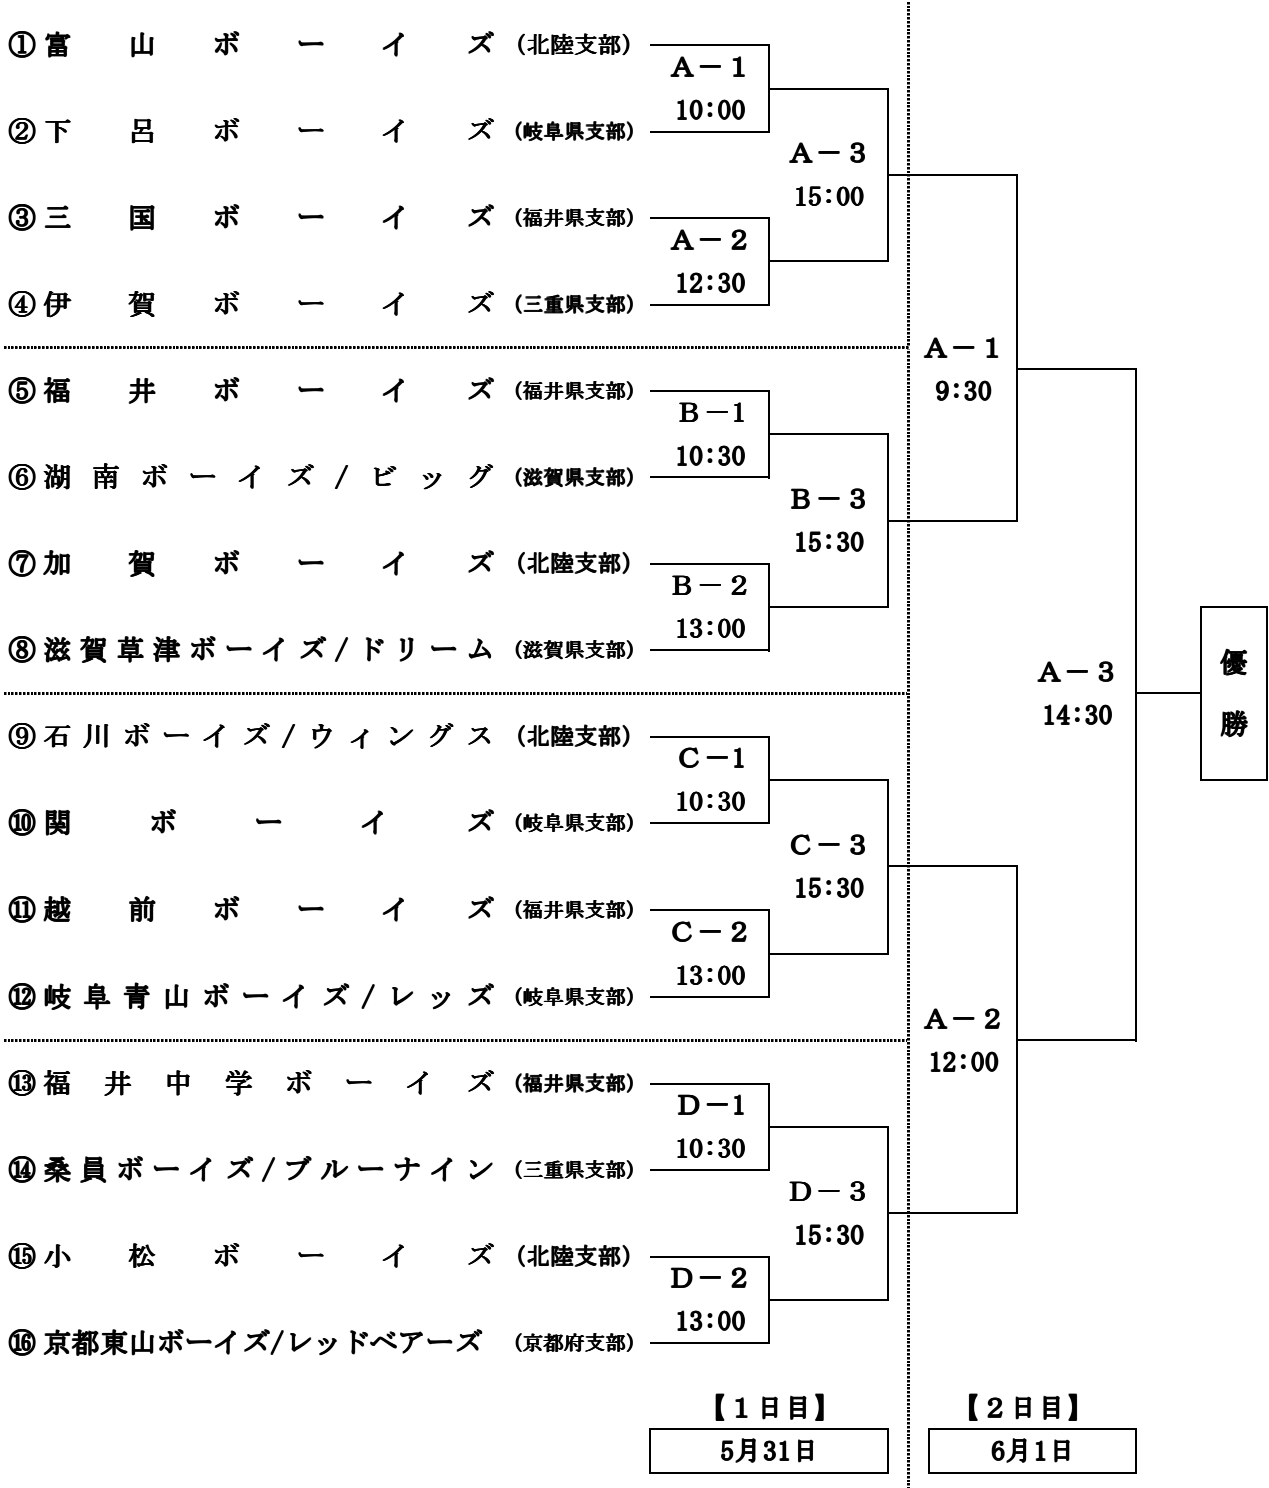 ①富山ボーイズ (北陸支部)
A－1
10:00
②下呂ボーイズ (岐阜県支部)
A－3
15:00
③三国ボーイズ (福井県支部)
A－2
12:30
④伊賀ボーイズ (三重県支部)
A－1
9:30
⑤福井ボーイズ (福井県支部)
B－1
10:30
⑥湖南ボーイズ/ビッグ (滋賀県支部)
B－3
15:30
⑦加賀ボーイズ (北陸支部)
B－2
13:00
⑧滋賀草津ボーイズ/ドリーム (滋賀県支部)
A－3
14:30
優
勝
⑨石川ボーイズ/ウィングス (北陸支部)
C－1
10:30
⑩関ボーイズ (岐阜県支部)
C－3
15:30
⑪越前ボーイズ (福井県支部)
C－2
13:00
⑫岐阜青山ボーイズ/レッズ (岐阜県支部)
A－2
12:00
⑬福井中学ボーイズ (福井県支部)
D－1
10:30
⑭桑員ボーイズ/ブルーナイン (三重県支部)
D－3
15:30
⑮小松ボーイズ (北陸支部)
D－2
13:00
⑯京都東山ボーイズ/レッドベアーズ (京都府支部)
【1日目】 【2日目】
5月31日 6月1日